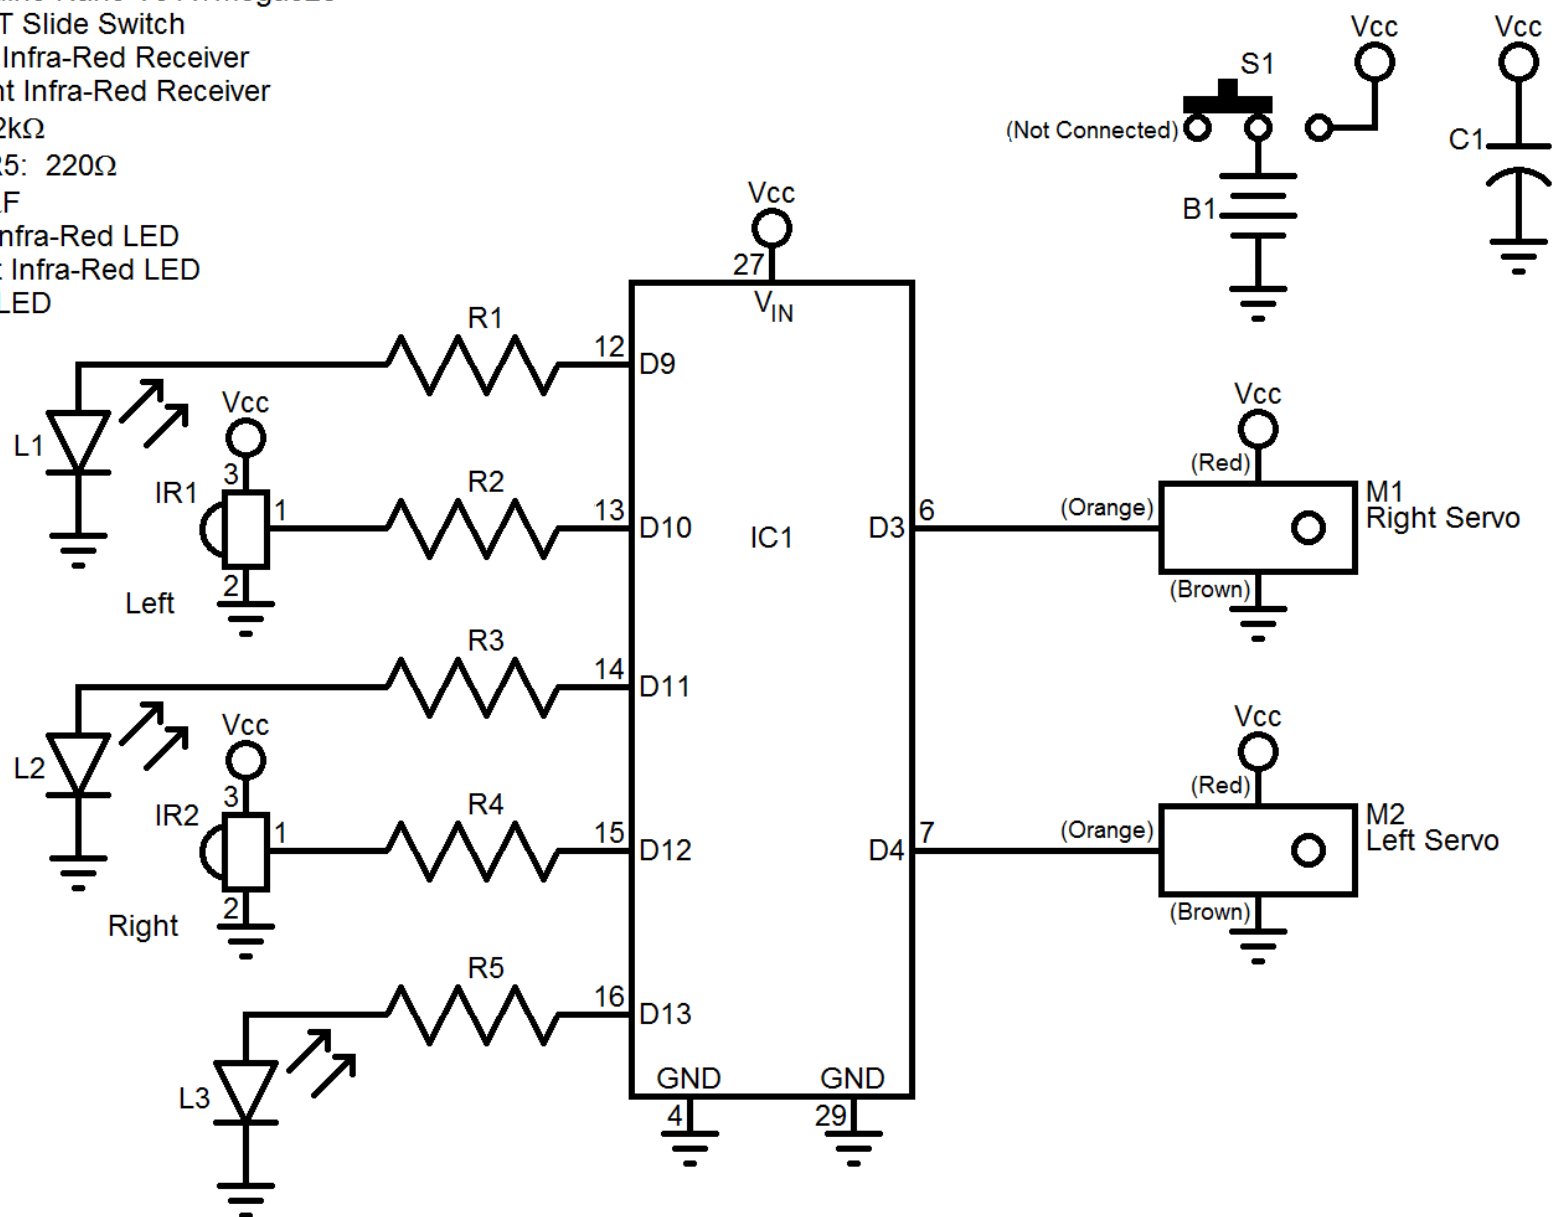 T Slide Switch
Infra-Red Receiver
nt Infra-Red Receiver
2kΩ
R5: 220Ω
F
Infra-Red LED
t Infra-Red LED
LED
Vcc
Vcc
S1
(Not Connected)
C1
B1
Vcc
27
VIN
R1
12
D9
L1
Vcc
3
IR1
1
2
Left
R2
13
D10
IC1
D3
6
(Orange)
Vcc
(Red)
(Brown)
M1
Right Servo
R3
14
D11
L2
Vcc
3
IR2
1
2
Right
R4
15
D12
D4
7
(Orange)
Vcc
(Red)
(Brown)
M2
Left Servo
R5
16
D13
L3
GND
GND
4
29